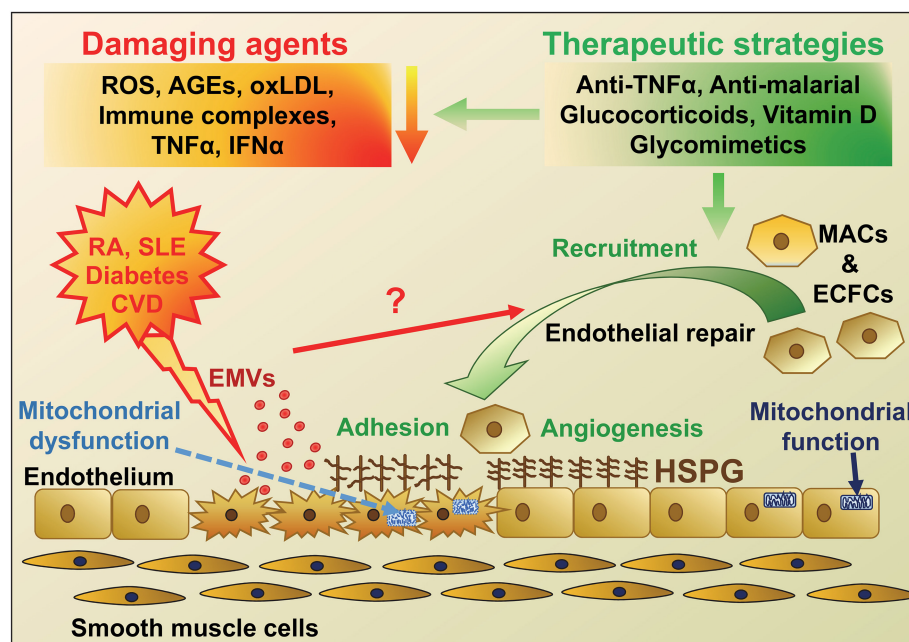 Damaging agents
ROS, AGEs, oxLDL,
Immune complexes,
TNFα, IFNα
Therapeutic strategies
Anti-TNFα, Anti-malarial
Glucocorticoids, Vitamin D
Glycomimetics
RA, SLE
Diabetes
CVD
?
Recruitment
MACs
&
ECFCs
Endothelial repair
EMVs
Mitochondrial
dysfunction
Adhesion
Angiogenesis
Mitochondrial
function
HSPG
Endothelium
Smooth muscle cells